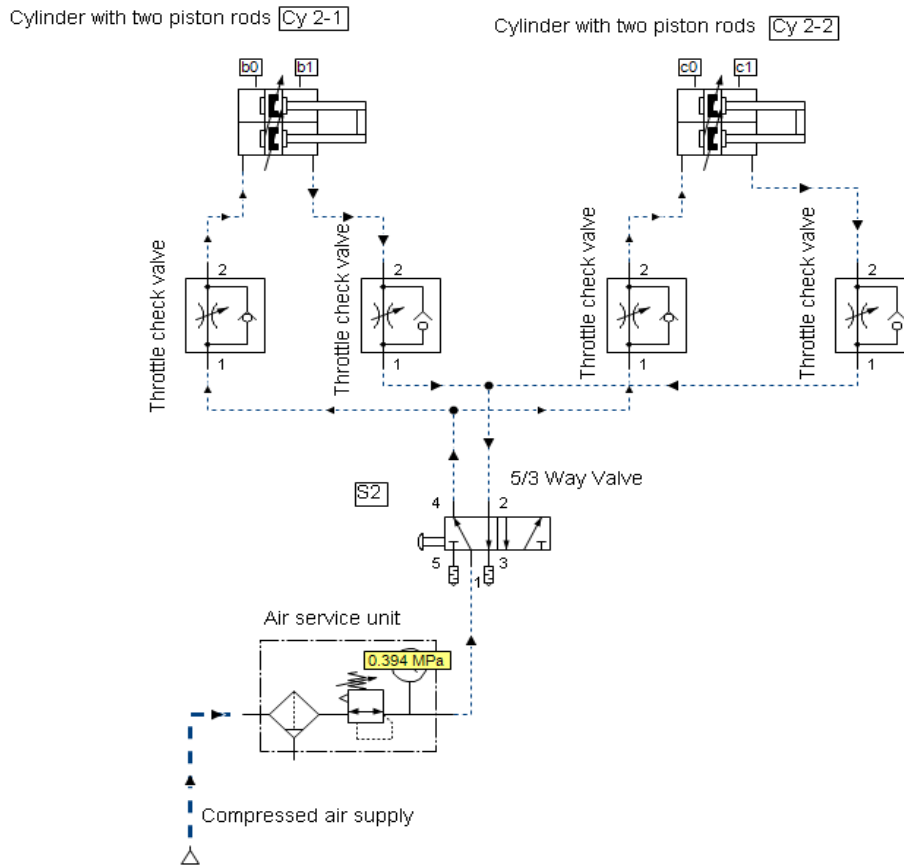 Cylinder with two piston rods Cy 2-1
Cylinder with two piston rods Cy 2-2
b0 b1
c0 c1
Throttle check valve
2
1
Throttle check valve
2
1
Throttle check valve
2
1
Throttle check valve
2
1
5/3 Way Valve
S2
4 2
5 1 3
Air service unit
0.394 MPa
Compressed air supply